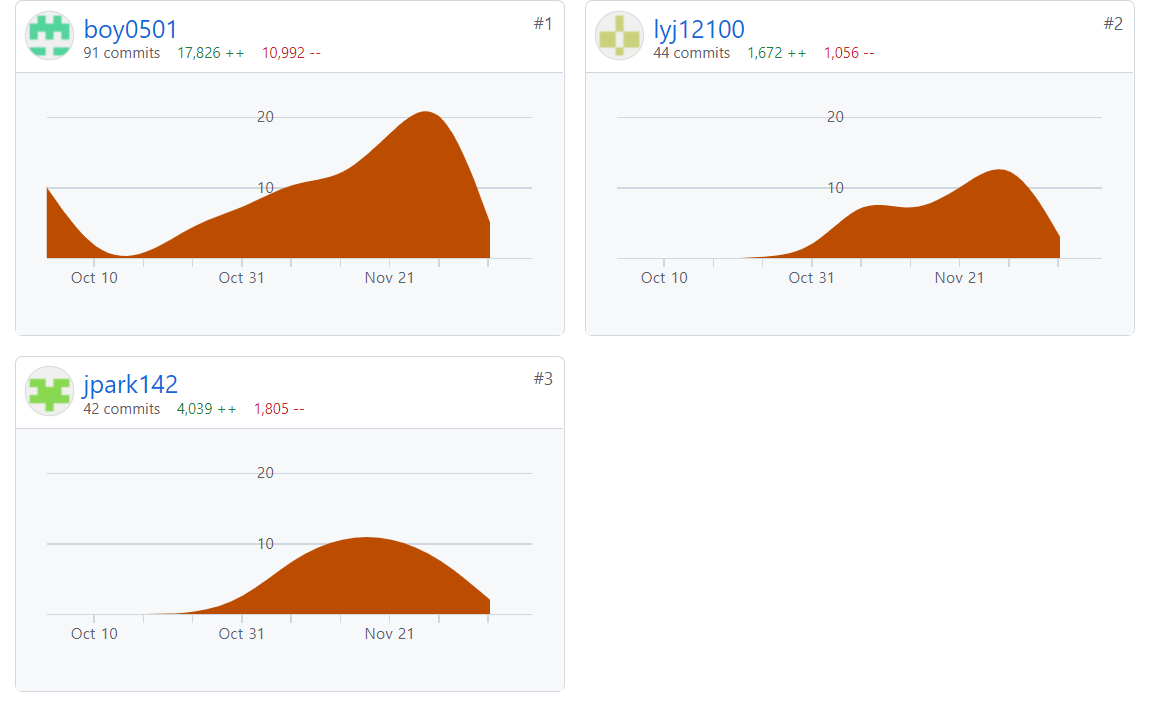 boy0501
#1
91 commits 17,826 ++ 10,992 --
20
10
Oct 10 Oct 31 Nov 21
lyj12100
#2
44 commits 1,672 ++ 1,056 --
20
10
Oct 10 Oct 31 Nov 21
jpark142
#3
42 commits 4,039 ++ 1,805 --
20
10
Oct 10 Oct 31 Nov 21